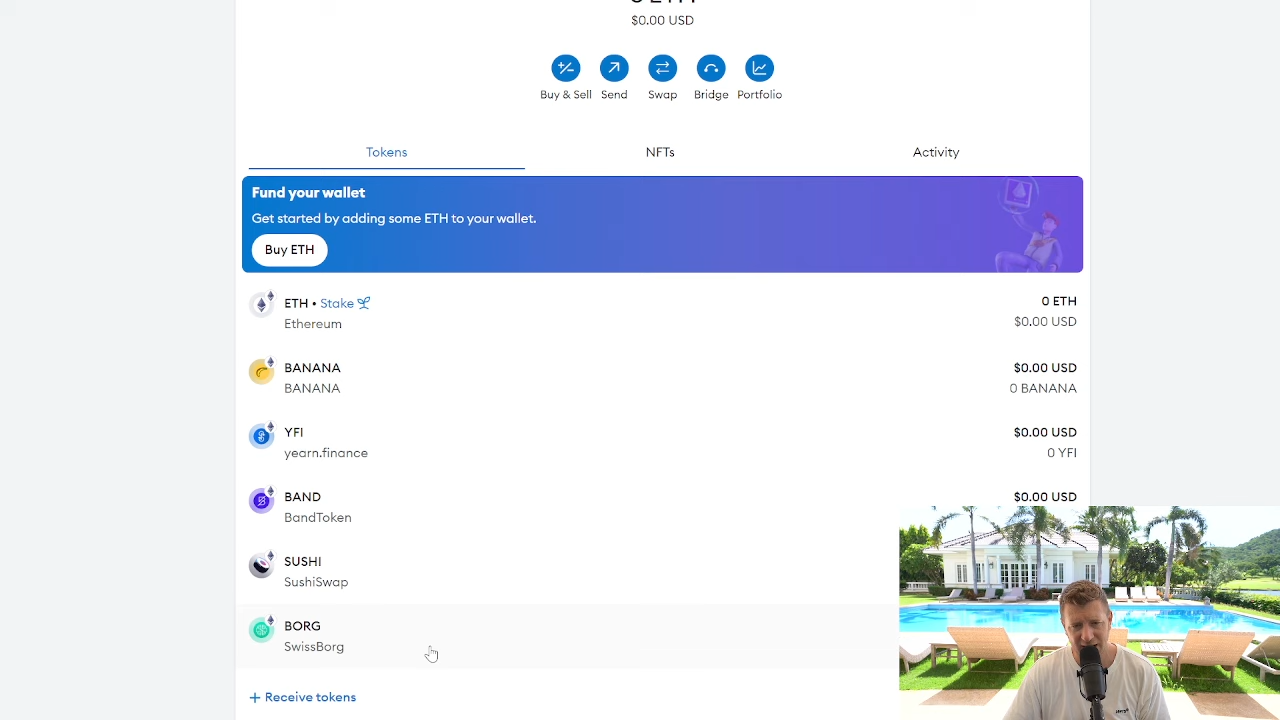 $0.00 USD
Buy & Sell Send Swap Bridge Portfolio
Tokens NFTs Activity
Fund your wallet
Get started by adding some ETH to your wallet.
Buy ETH
ETH • Stake 0 ETH
Ethereum $0.00 USD
BANANA $0.00 USD
BANANA 0 BANANA
YFI $0.00 USD
yearn.finance 0 YFI
BAND $0.00 USD
BandToken
SUSHI
SushiSwap
BORG
SwissBorg
+ Receive tokens